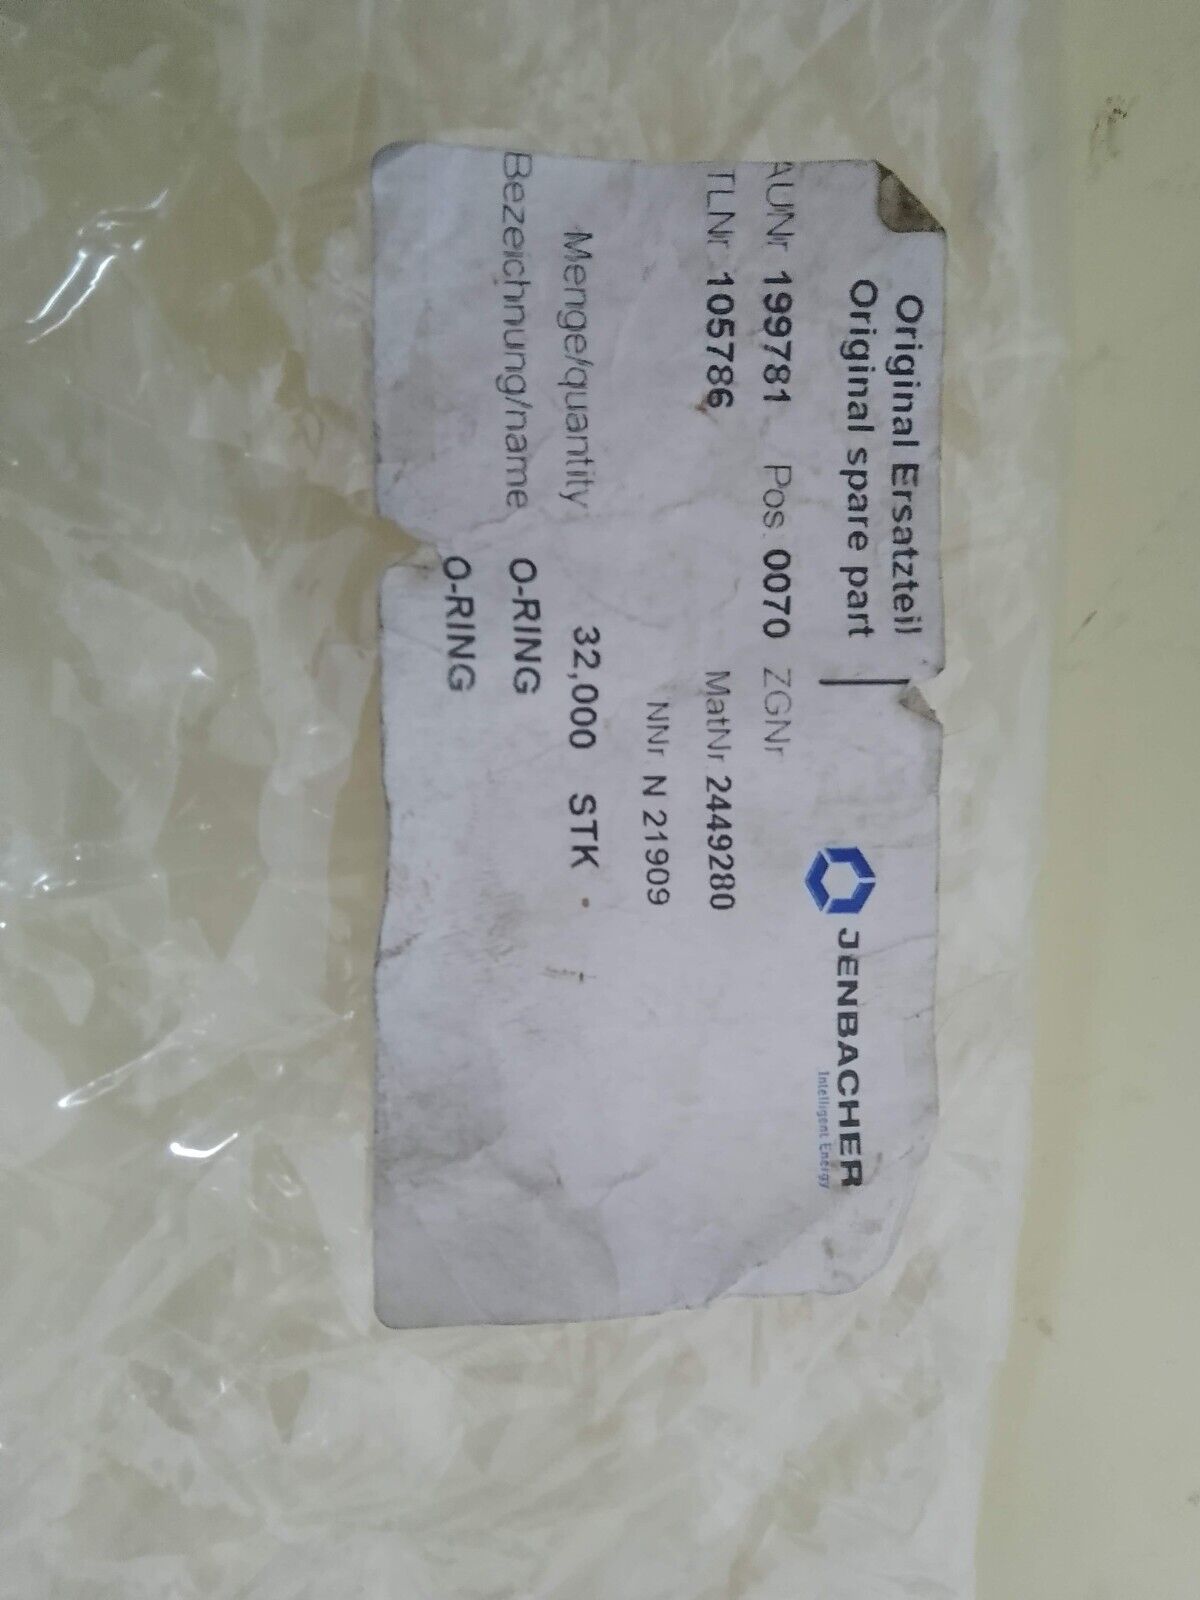 Original Ersatzteil
Original spare part
JENBACHER
Intelligent Energy
AUNr 199781 Pos. 0070 ZGNr
TLNr 105786 MatNr 2449280
NNr N 21909
Menge/quantity 32,000 STK
Bezeichnung/name O-RING
O-RING